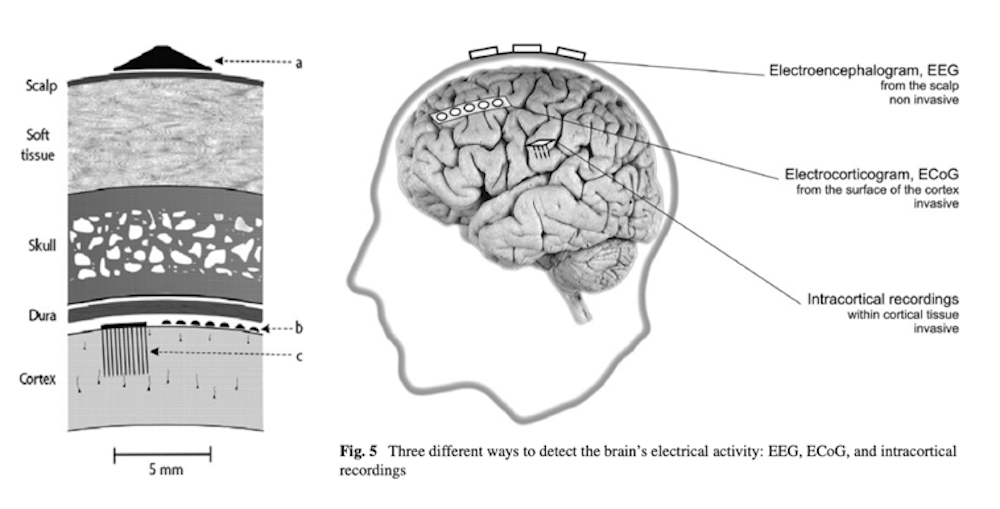 a
Scalp
Soft
tissue
Skull
Dura
b
c
Cortex
5 mm
Electroencephalogram, EEG
from the scalp
non invasive
Electrocorticogram, ECoG
from the surface of the cortex
invasive
Intracortical recordings
within cortical tissue
invasive
Fig. 5 Three different ways to detect the brain's electrical activity: EEG, ECoG, and intracortical
recordings